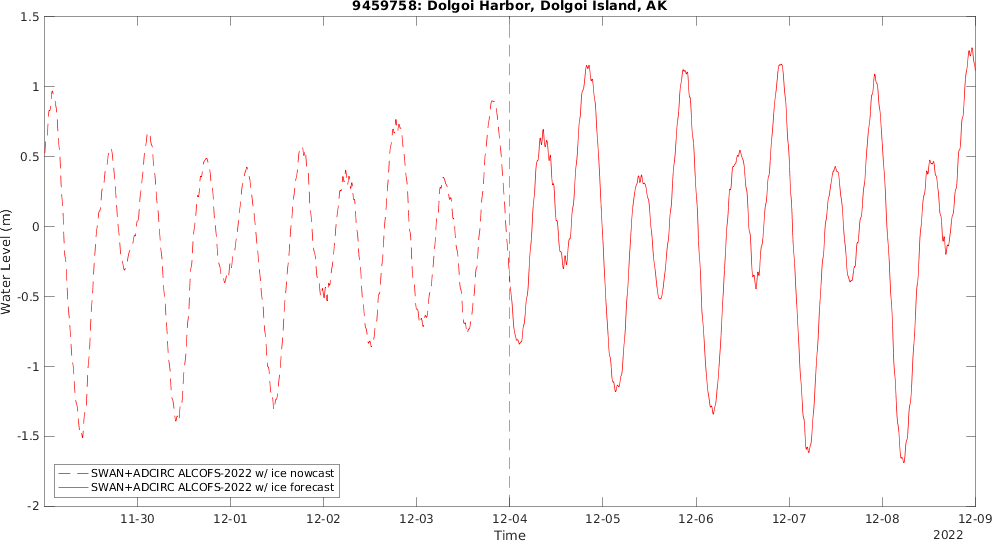 9459758: Dolgoi Harbor, Dolgoi Island, AK
1.5
1
0.5
0
-0.5
-1
-1.5
-2
Water Level (m)
SWAN+ADCIRC ALCOFS-2022 w/ ice nowcast
SWAN+ADCIRC ALCOFS-2022 w/ ice forecast
11-30 12-01 12-02 12-03 12-04 12-05 12-06 12-07 12-08 12-09
Time
2022